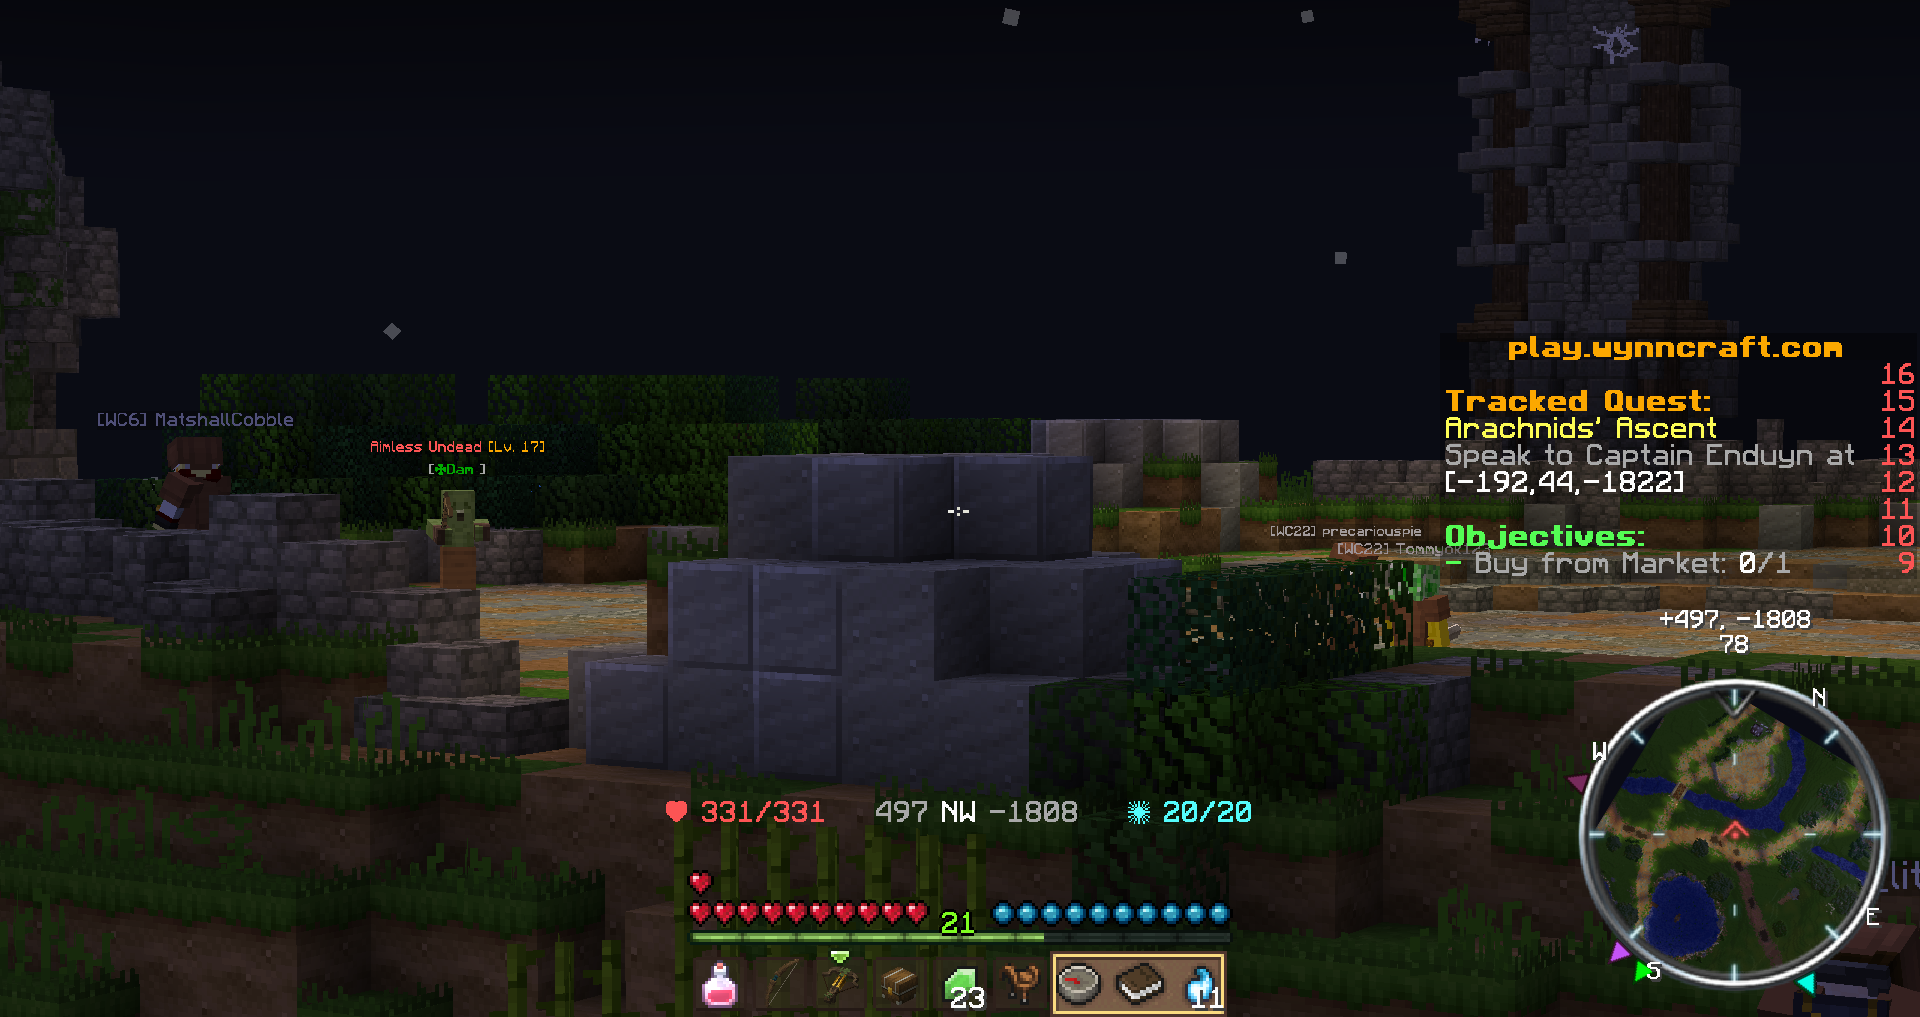 play.wynncraft.com
16
Tracked Quest:
15
Arachnids' Ascent
14
Speak to Captain Enduyn at
13
[-192,44,-1822]
12
11
Objectives:
10
- Buy from Market: 0/1
9
[WC6] MatshallCobble
Aimless Undead [Lv. 17]
[✤Dam ]
[WC22] precariouspie
[WC22]
+497, -1808
78
N
W
E
S
331/331
497 NW -1808
20/20
21
23
11